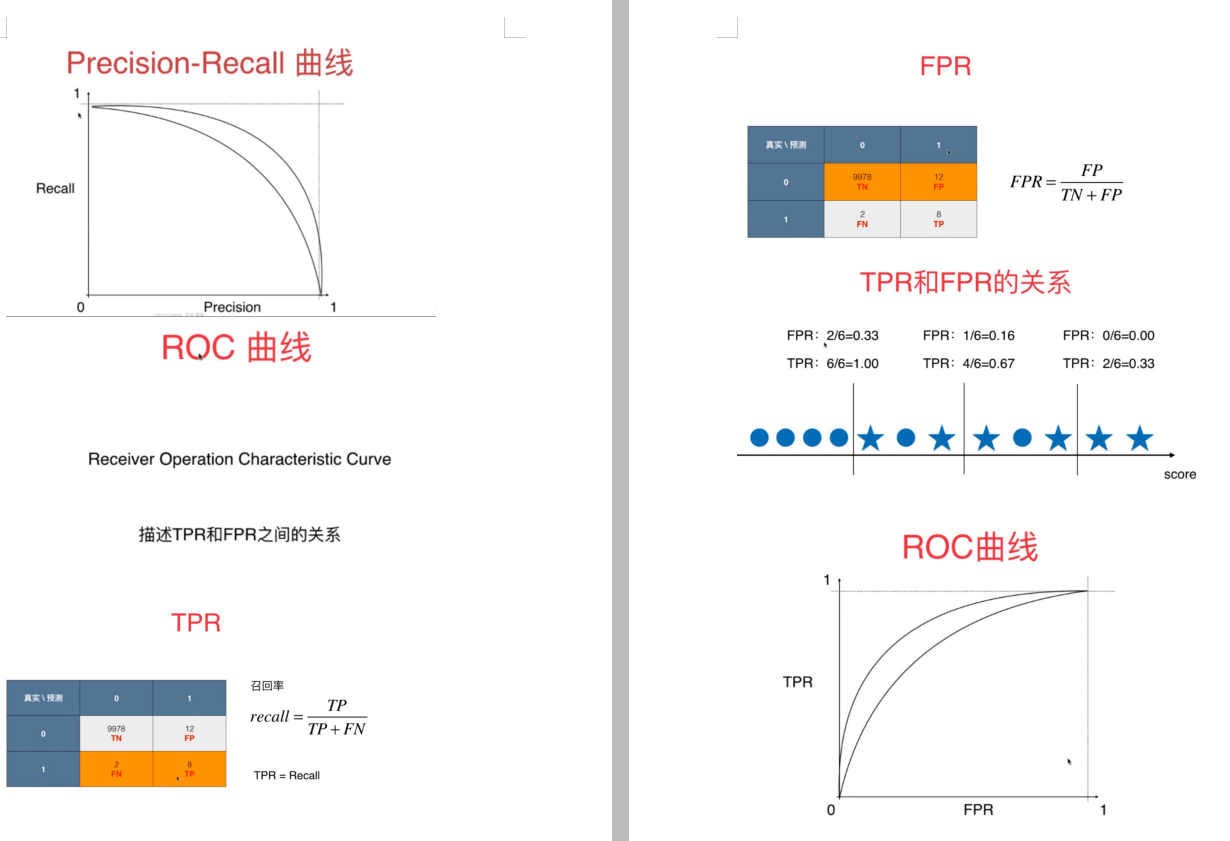 Precision-Recall 曲线
1
Recall
0
Precision
1
ROC 曲线
Receiver Operation Characteristic Curve
描述TPR和FPR之间的关系
TPR
真实 \ 预测 0 1
0 9978 TN 12 FP
1 2 FN 8 TP
召回率
recall = TP / TP + FN
TPR = Recall
FPR
真实 \ 预测 0 1
0 9978 TN 12 FP
1 2 FN 8 TP
FPR = FP / TN + FP
TPR和FPR的关系
FPR：2/6=0.33 FPR：1/6=0.16 FPR：0/6=0.00
TPR：6/6=1.00 TPR：4/6=0.67 TPR：2/6=0.33
score
ROC曲线
1
TPR
0
FPR
1